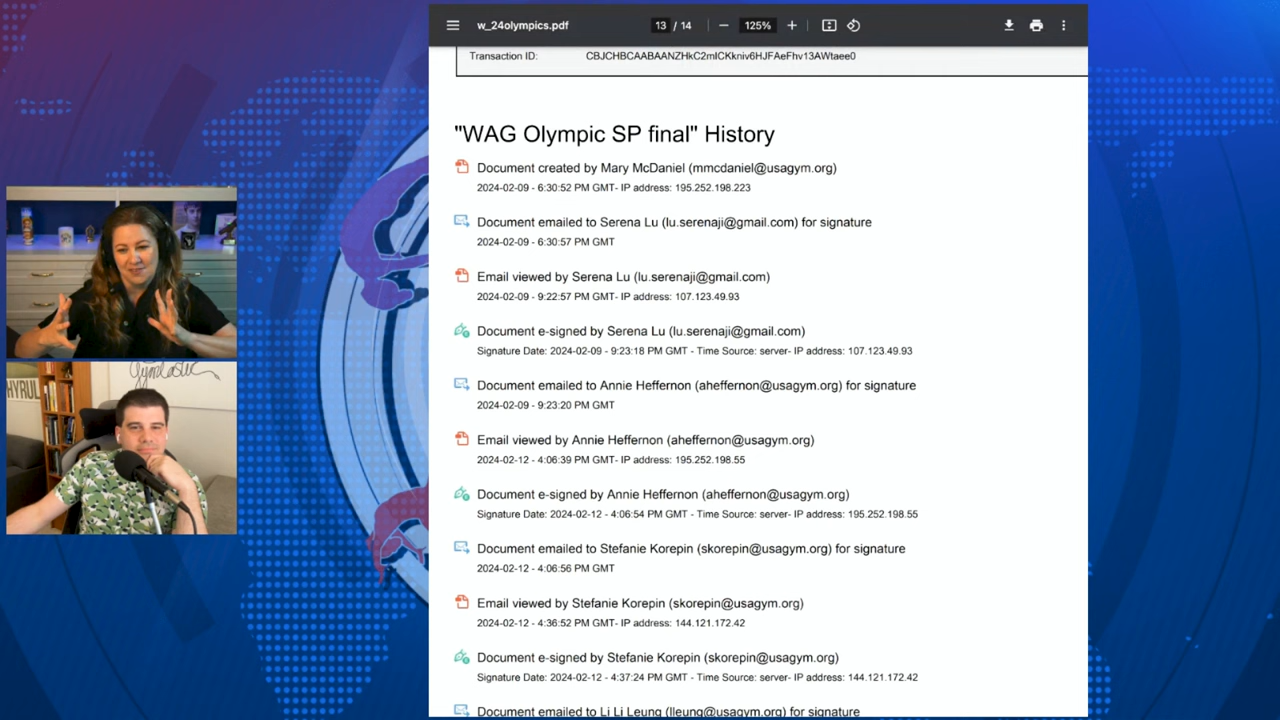 w_24olympics.pdf
13 / 14
125%
Transaction ID: CBJCHBCAABAANZHkC2mICKkniv6HJFAeFhv13AWtaee0
"WAG Olympic SP final" History
Document created by Mary McDaniel (mmcdaniel@usagym.org)
2024-02-09 - 6:30:52 PM GMT- IP address: 195.252.198.223
Document emailed to Serena Lu (lu.serenaji@gmail.com) for signature
2024-02-09 - 6:30:57 PM GMT
Email viewed by Serena Lu (lu.serenaji@gmail.com)
2024-02-09 - 9:22:57 PM GMT- IP address: 107.123.49.93
Document e-signed by Serena Lu (lu.serenaji@gmail.com)
Signature Date: 2024-02-09 - 9:23:18 PM GMT - Time Source: server- IP address: 107.123.49.93
Document emailed to Annie Heffernon (aheffernon@usagym.org) for signature
2024-02-09 - 9:23:20 PM GMT
Email viewed by Annie Heffernon (aheffernon@usagym.org)
2024-02-12 - 4:06:39 PM GMT- IP address: 195.252.198.55
Document e-signed by Annie Heffernon (aheffernon@usagym.org)
Signature Date: 2024-02-12 - 4:06:54 PM GMT - Time Source: server- IP address: 195.252.198.55
Document emailed to Stefanie Korepin (skorepin@usagym.org) for signature
2024-02-12 - 4:06:56 PM GMT
Email viewed by Stefanie Korepin (skorepin@usagym.org)
2024-02-12 - 4:36:52 PM GMT- IP address: 144.121.172.42
Document e-signed by Stefanie Korepin (skorepin@usagym.org)
Signature Date: 2024-02-12 - 4:37:24 PM GMT - Time Source: server- IP address: 144.121.172.42
Document emailed to Li Li Leung (lleung@usagym.org) for signature
HYRUL